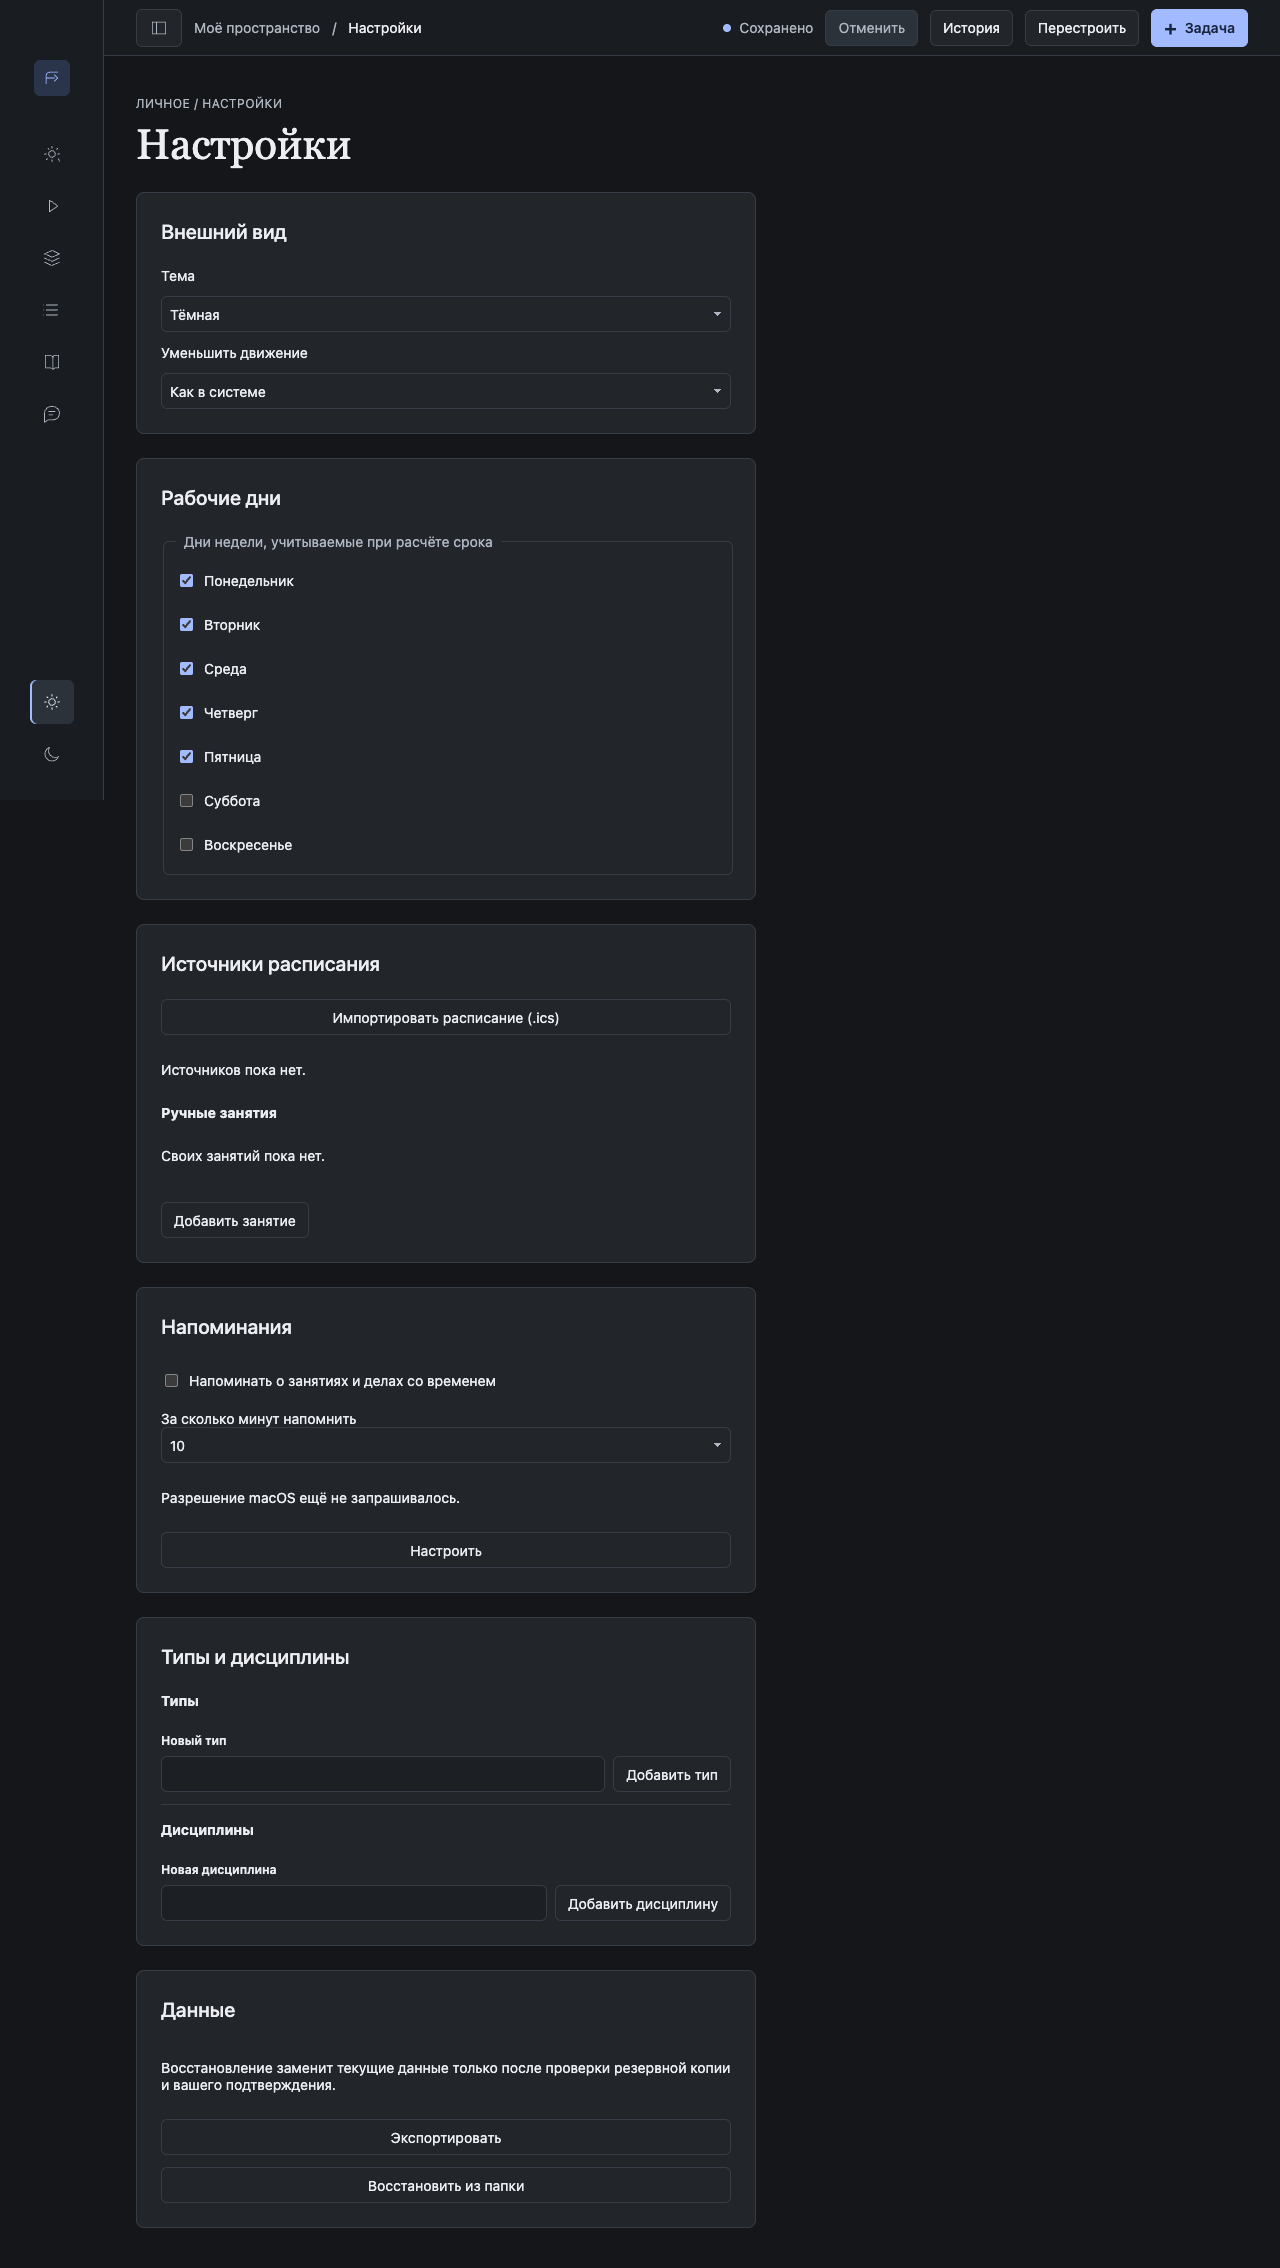 Моё пространство / Настройки
Сохранено
Отменить
История
Перестроить
+ Задача
ЛИЧНОЕ / НАСТРОЙКИ
Настройки
Внешний вид
Тема
Тёмная
Уменьшить движение
Как в системе
Рабочие дни
Дни недели, учитываемые при расчёте срока
Понедельник
Вторник
Среда
Четверг
Пятница
Суббота
Воскресенье
Источники расписания
Импортировать расписание (.ics)
Источников пока нет.
Ручные занятия
Своих занятий пока нет.
Добавить занятие
Напоминания
Напоминать о занятиях и делах со временем
За сколько минут напомнить
10
Разрешение macOS ещё не запрашивалось.
Настроить
Типы и дисциплины
Типы
Новый тип
Добавить тип
Дисциплины
Новая дисциплина
Добавить дисциплину
Данные
Восстановление заменит текущие данные только после проверки резервной копии
и вашего подтверждения.
Экспортировать
Восстановить из папки